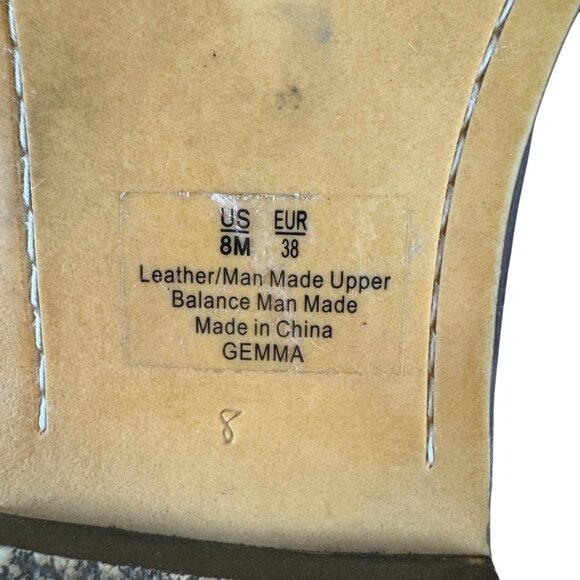 US EUR
8M 38
Leather/Man Made Upper
Balance Man Made
Made in China
GEMMA
8